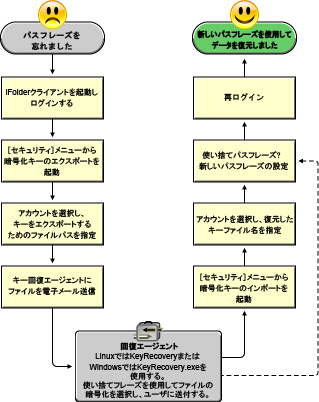 パスフレーズを
忘れました
iFolderクライアントを起動し
ログインする
[セキュリティ]メニューから
暗号化キーのエクスポートを
起動
アカウントを選択し、
キーをエクスポートする
ためのファイルパスを指定
キー回復エージェントに
ファイルを電子メール送信
回復エージェント
LinuxではKeyRecoveryまたは
WindowsではKeyRecovery.exeを
使用する。
使い捨てフレーズを使用してファイルの
暗号化を選択し、ユーザに送付する。
[セキュリティ]メニューから
暗号化キーのインポートを
起動
アカウントを選択し、復元した
キーファイル名を指定
使い捨てパスフレーズ?
新しいパスフレーズの設定
再ログイン
新しいパスフレーズを使用して
データを復元しました